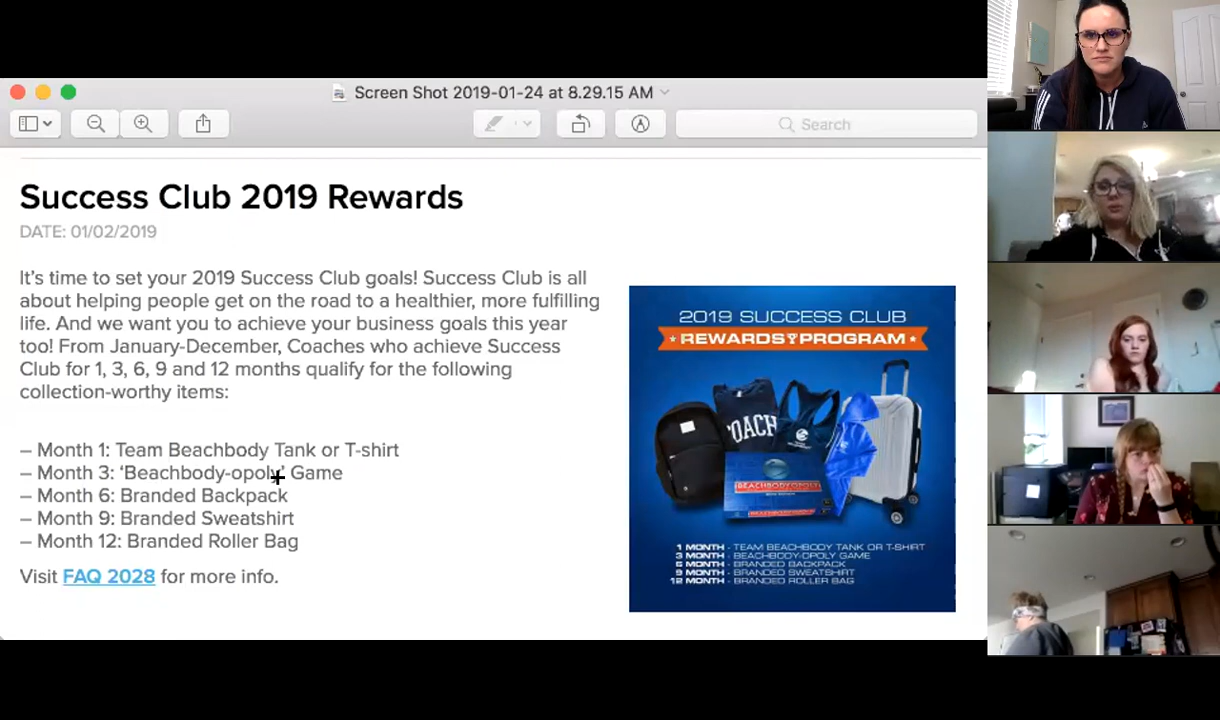 Screen Shot 2019-01-24 at 8.29.15 AM
Search
Success Club 2019 Rewards
DATE: 01/02/2019
It's time to set your 2019 Success Club goals! Success Club is all
about helping people get on the road to a healthier, more fulfilling
life. And we want you to achieve your business goals this year
too! From January-December, Coaches who achieve Success
Club for 1, 3, 6, 9 and 12 months qualify for the following
collection-worthy items:
– Month 1: Team Beachbody Tank or T-shirt
– Month 3: ‘Beachbody-opoly’ Game
– Month 6: Branded Backpack
– Month 9: Branded Sweatshirt
– Month 12: Branded Roller Bag
Visit FAQ 2028 for more info.
2019 SUCCESS CLUB
REWARDS PROGRAM
COACH
BEACHBODYOPOLY
1 MONTH - TEAM BEACHBODY TANK OR T-SHIRT
3 MONTH - BEACHBODY-OPOLY GAME
6 MONTH - BRANDED BACKPACK
9 MONTH - BRANDED SWEATSHIRT
12 MONTH - BRANDED ROLLER BAG